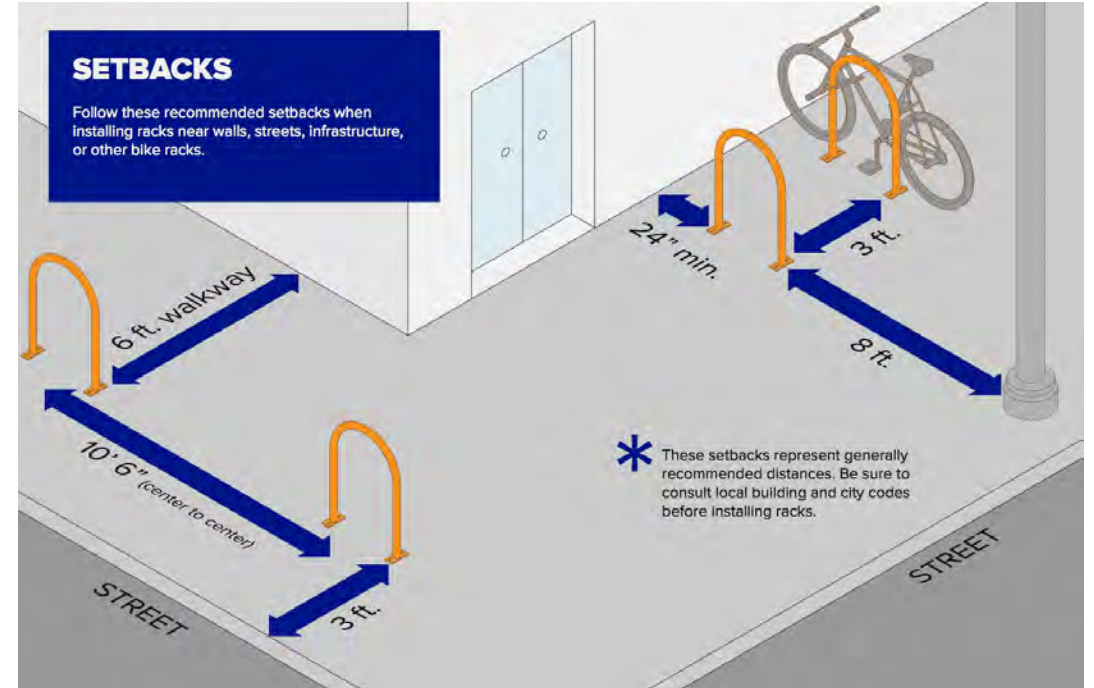 SETBACKS
Follow these recommended setbacks when
installing racks near walls, streets, infrastructure,
or other bike racks.
24" min.
3 ft.
6 ft. walkway
8 ft.
10' 6" (center to center)
These setbacks represent generally
recommended distances. Be sure to
consult local building and city codes
before installing racks.
STREET
STREET
3 ft.